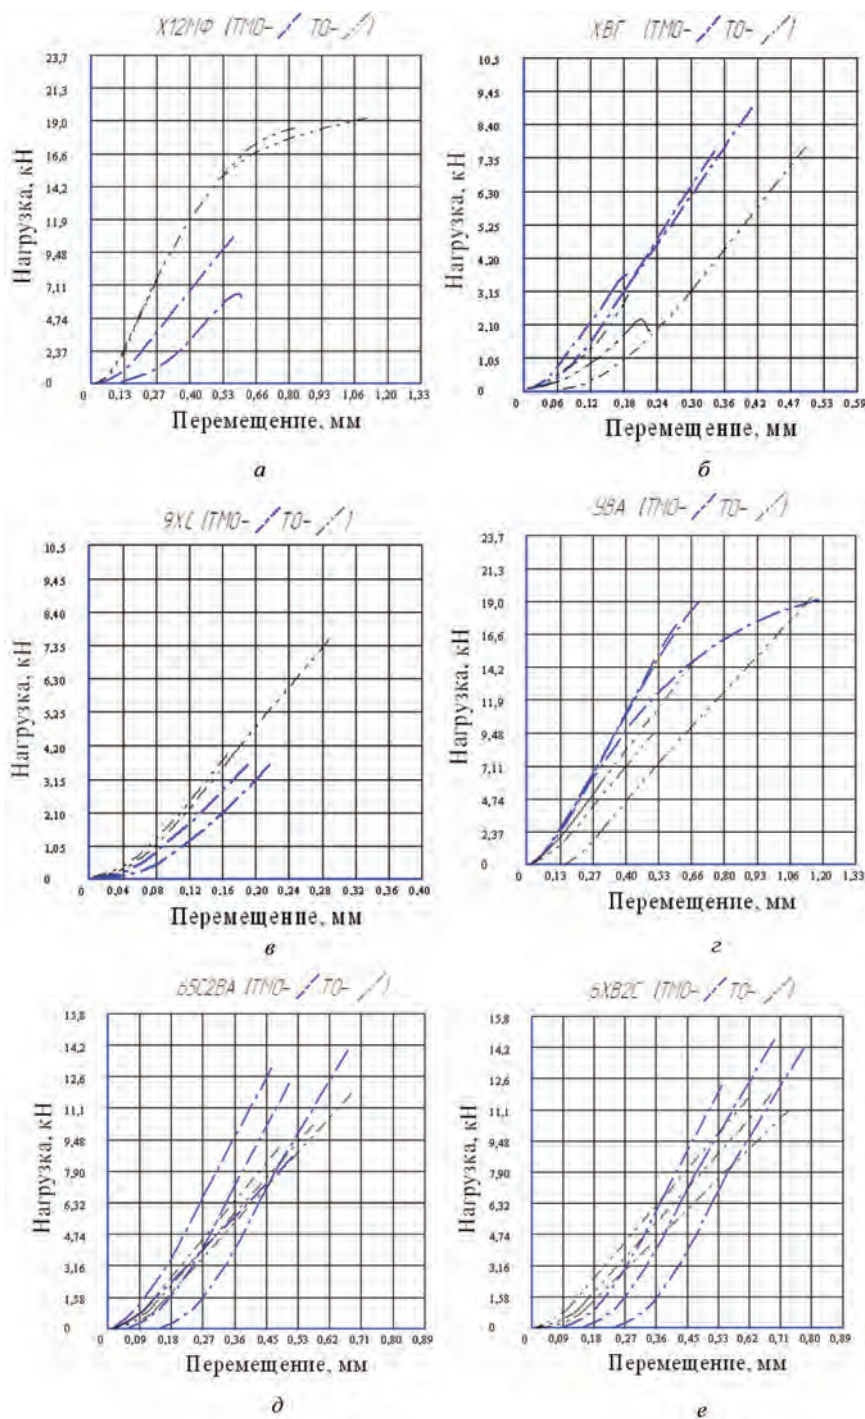 Х12МФ (ТМО- ТО- )
Нагрузка, кН
23,7
21,3
19,0
16,6
14,2
11,9
9,48
7,11
4,74
2,37
0
0 0,13 0,27 0,40 0,53 0,66 0,80 0,93 1,06 1,20 1,33
Перемещение, мм
а
ХВГ (ТМО- ТО- )
Нагрузка, кН
10,3
9,45
8,40
7,35
6,30
5,25
4,20
3,15
2,10
1,05
0
0 0,06 0,12 0,18 0,24 0,30 0,36 0,43 0,47 0,53 0,59
Перемещение, мм
б
9ХС (ТМО- ТО- )
Нагрузка, кН
10,3
9,45
8,40
7,35
6,30
5,25
4,20
3,15
2,10
1,05
0
0 0,04 0,08 0,12 0,16 0,20 0,24 0,28 0,32 0,36 0,40
Перемещение, мм
в
У8А (ТМО- ТО- )
Нагрузка, кН
23,7
21,3
19,0
16,6
14,2
11,9
9,48
7,11
4,74
2,37
0
0 0,13 0,27 0,40 0,53 0,66 0,80 0,93 1,06 1,20 1,33
Перемещение, мм
г
65С2ВА (ТМО- ТО- )
Нагрузка, кН
15,8
14,2
12,6
11,1
9,48
7,90
6,32
4,74
3,16
1,58
0
0 0,09 0,18 0,27 0,36 0,45 0,53 0,62 0,71 0,80 0,89
Перемещение, мм
д
6ХВ2С (ТМО- ТО- )
Нагрузка, кН
15,8
14,2
12,6
11,1
9,48
7,90
6,32
4,74
3,16
1,58
0
0 0,09 0,18 0,27 0,36 0,45 0,53 0,62 0,71 0,80 0,89
Перемещение, мм
е